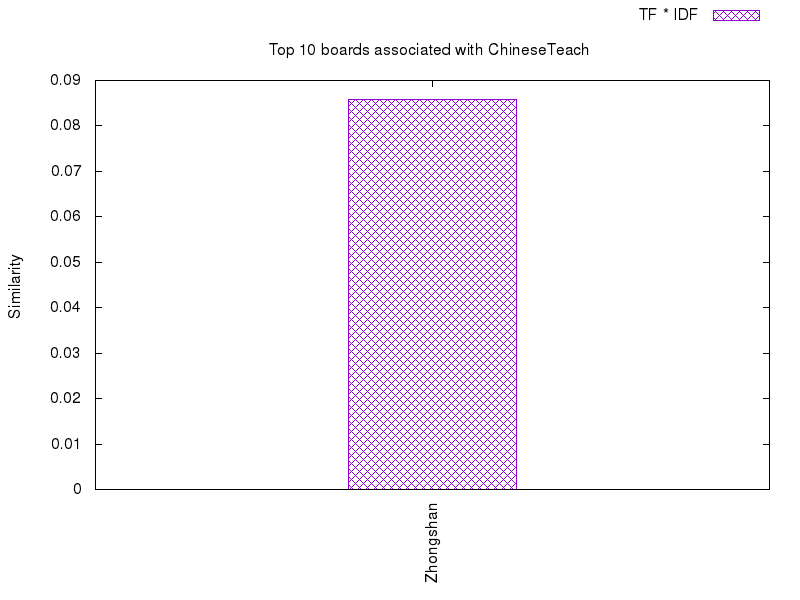 TF * IDF
Top 10 boards associated with ChineseTeach
0.09
0.08
0.07
0.06
0.05
0.04
0.03
0.02
0.01
0
Similarity
Zhongshan